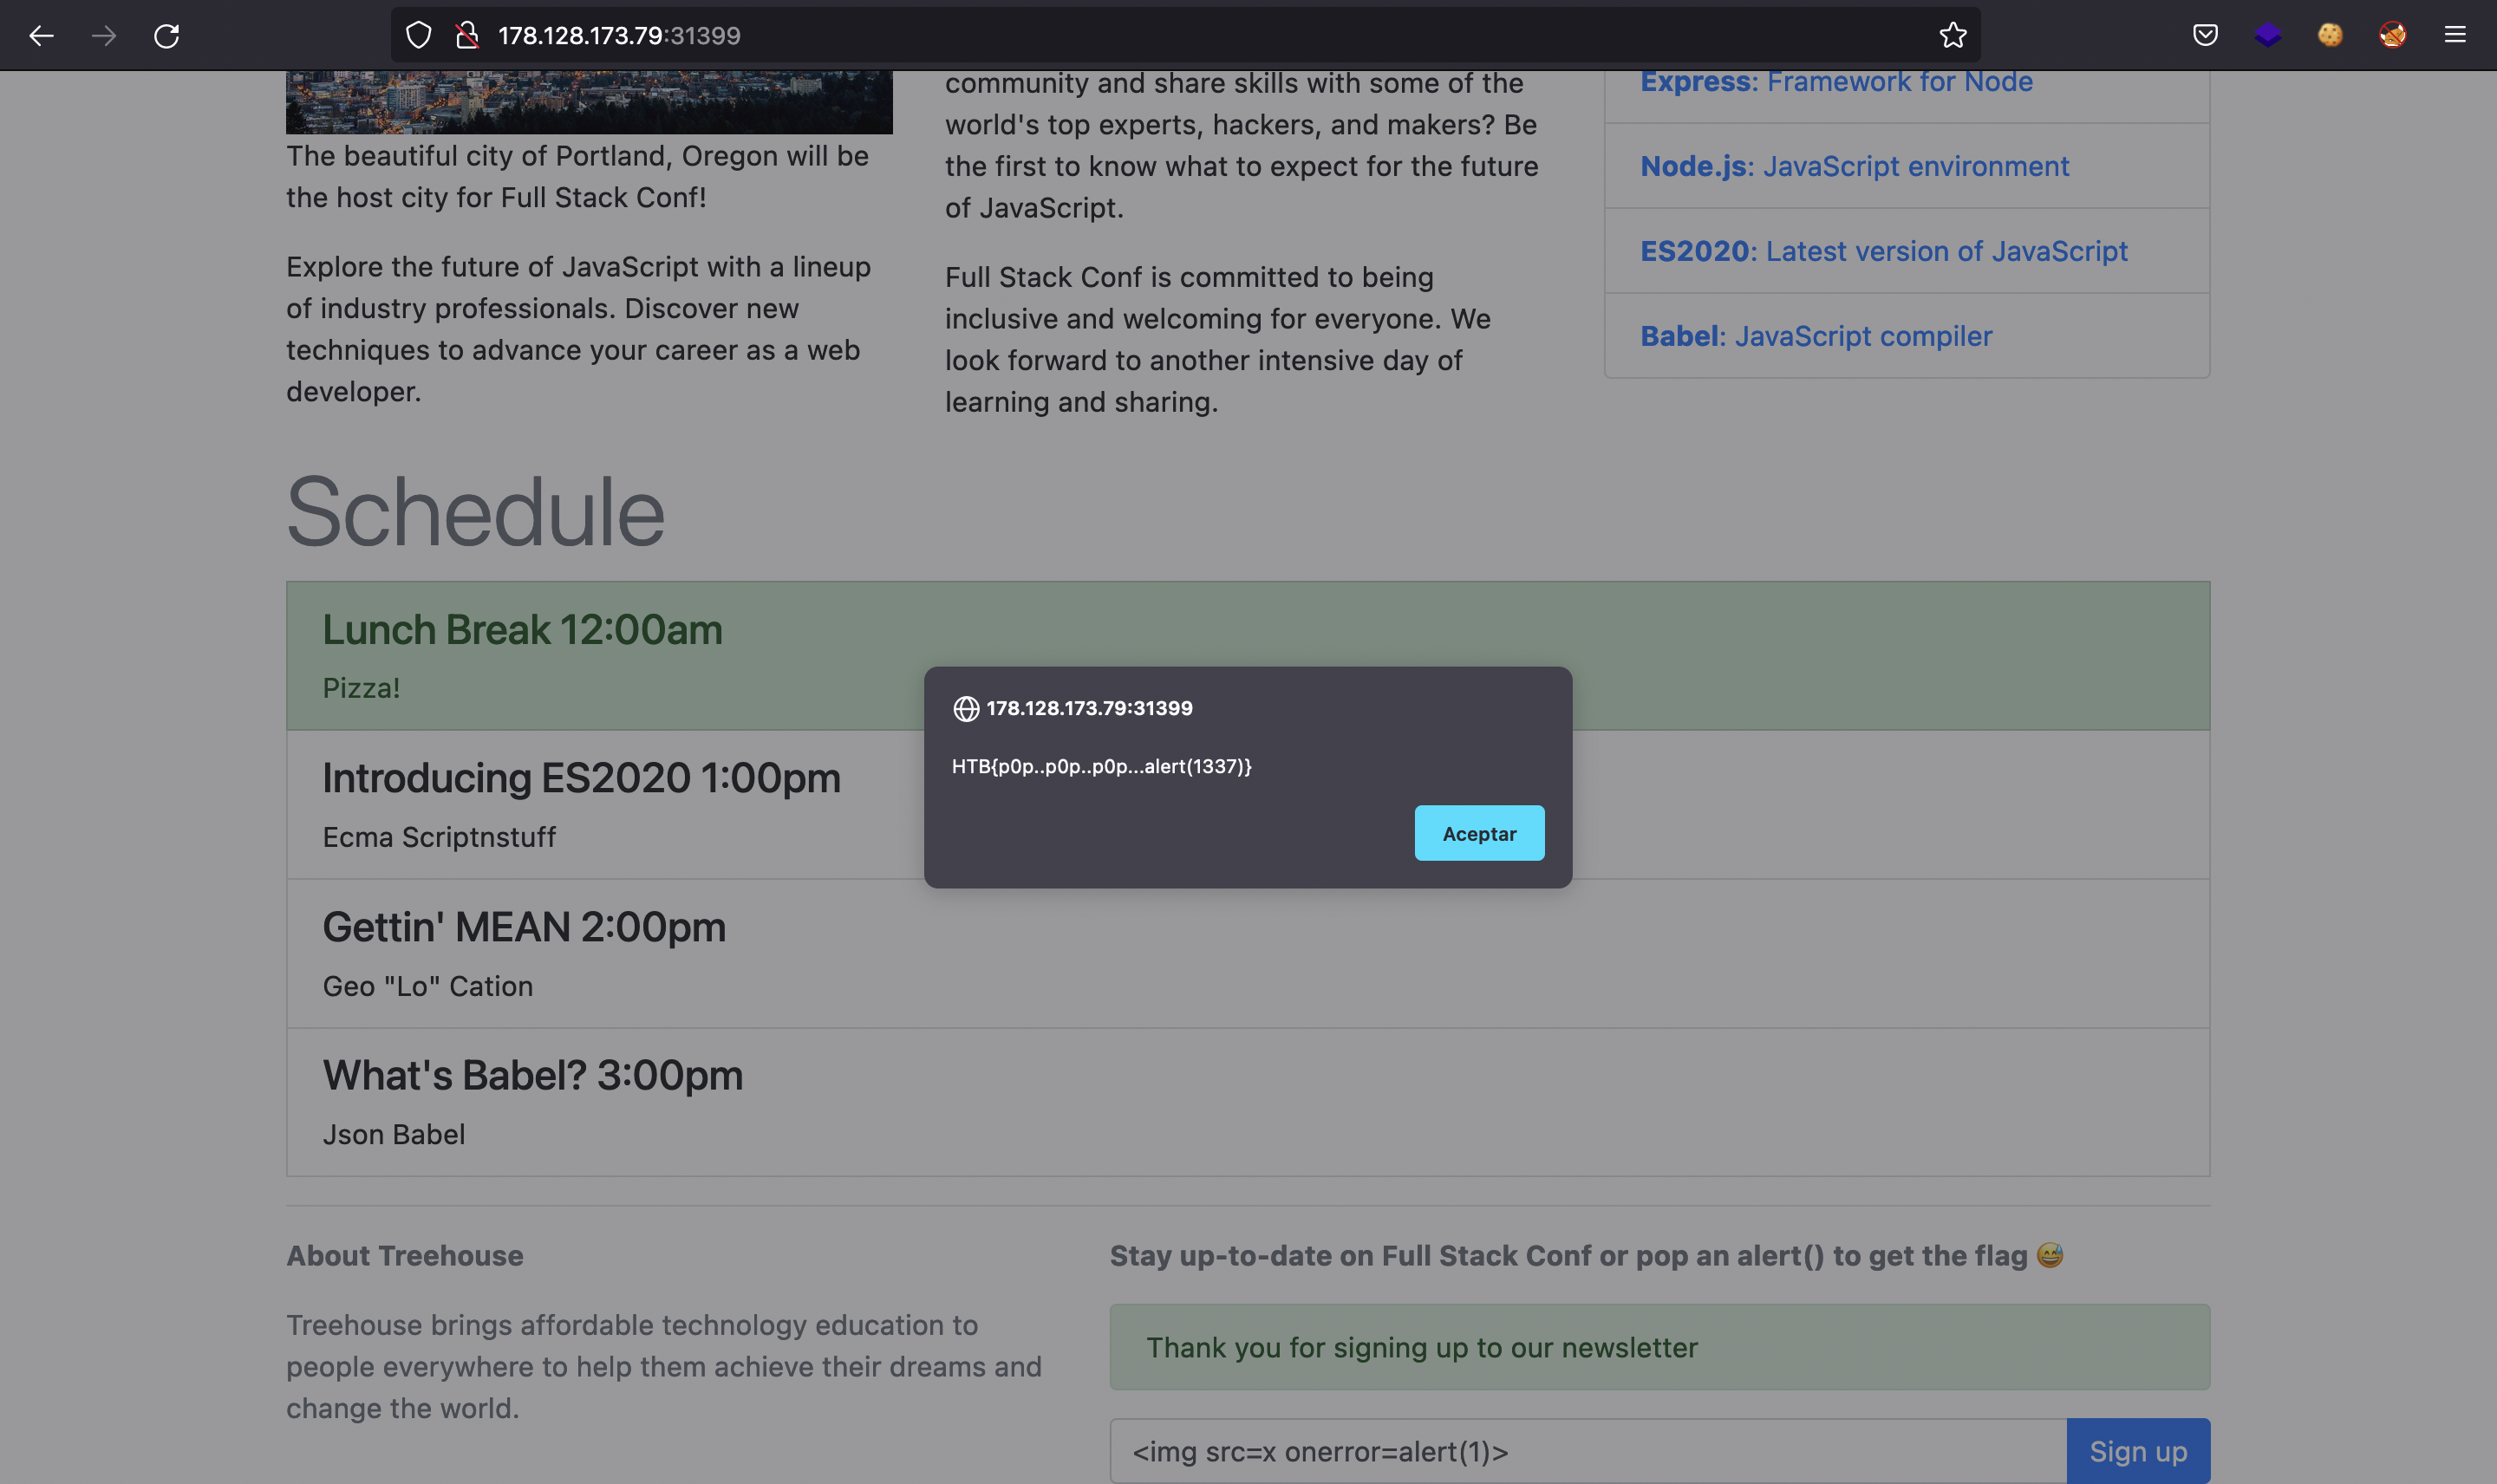 178.128.173.79:31399
The beautiful city of Portland, Oregon will be
the host city for Full Stack Conf!
Explore the future of JavaScript with a lineup
of industry professionals. Discover new
techniques to advance your career as a web
developer.
community and share skills with some of the
world's top experts, hackers, and makers? Be
the first to know what to expect for the future
of JavaScript.
Full Stack Conf is committed to being
inclusive and welcoming for everyone. We
look forward to another intensive day of
learning and sharing.
Express: Framework for Node
Node.js: JavaScript environment
ES2020: Latest version of JavaScript
Babel: JavaScript compiler
Schedule
Lunch Break 12:00am
Pizza!
Introducing ES2020 1:00pm
Ecma Scriptnstuff
Gettin' MEAN 2:00pm
Geo "Lo" Cation
What's Babel? 3:00pm
Json Babel
178.128.173.79:31399
HTB{p0p..p0p..p0p...alert(1337)}
Aceptar
About Treehouse
Treehouse brings affordable technology education to
people everywhere to help them achieve their dreams and
change the world.
Stay up-to-date on Full Stack Conf or pop an alert() to get the flag 😅
Thank you for signing up to our newsletter
<img src=x onerror=alert(1)>
Sign up